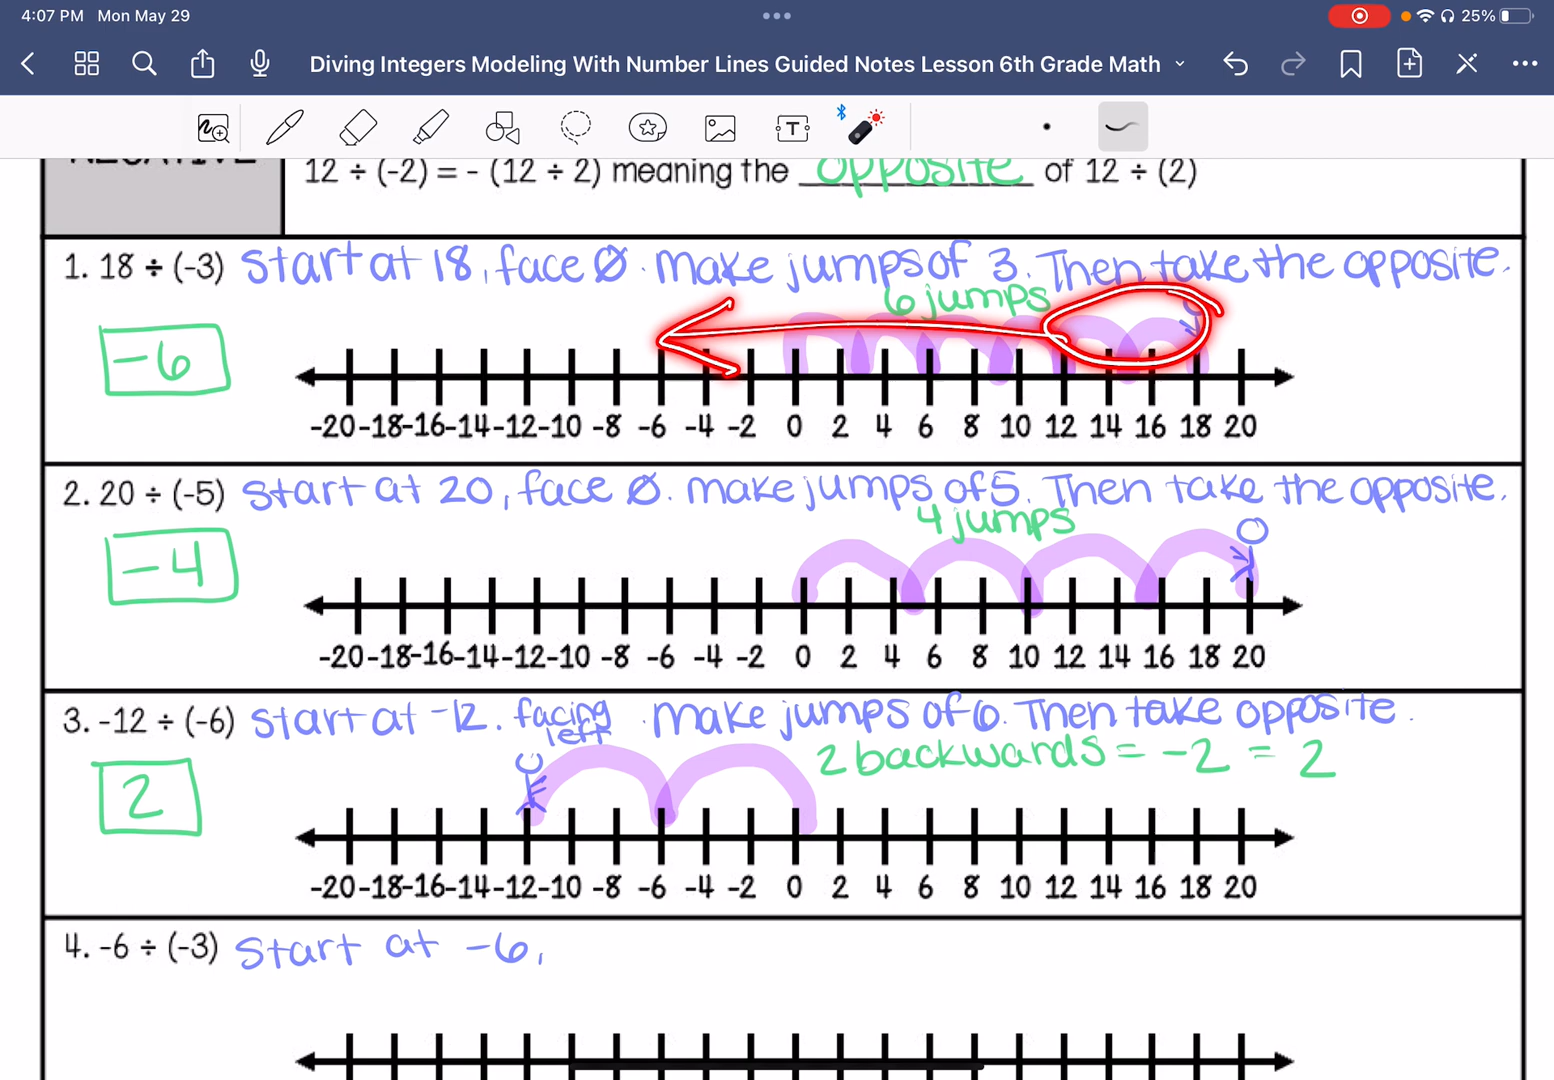 4:07 PM Mon May 29
25%
Diving Integers Modeling With Number Lines Guided Notes Lesson 6th Grade Math
12 ÷ (-2) = - (12 ÷ 2) meaning the opposite of 12 ÷ (2)
1. 18 ÷ (-3) Start at 18, face 0. Make jumps of 3. Then take the opposite.
6 jumps
-6
-20 -18 -16 -14 -12 -10 -8 -6 -4 -2 0 2 4 6 8 10 12 14 16 18 20
2. 20 ÷ (-5) Start at 20, face 0. make jumps of 5. Then take the opposite.
4 jumps
-4
-20 -18 -16 -14 -12 -10 -8 -6 -4 -2 0 2 4 6 8 10 12 14 16 18 20
3. -12 ÷ (-6) Start at -12. facing left. Make jumps of 6. Then take opposite.
2 backwards = -2 = 2
2
-20 -18 -16 -14 -12 -10 -8 -6 -4 -2 0 2 4 6 8 10 12 14 16 18 20
4. -6 ÷ (-3) Start at -6,